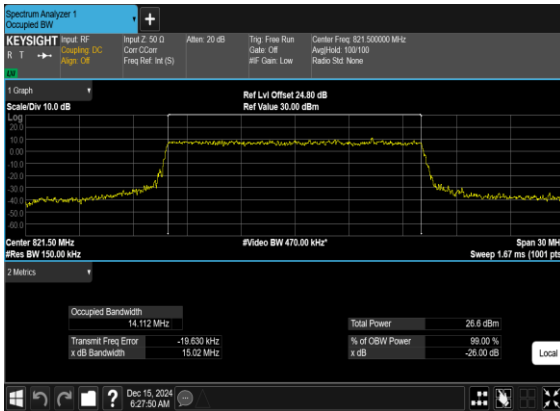 Spectrum Analyzer 1
Occupied BW
+
KEYSIGHT
R T
LM
Input: RF
Coupling: DC
Align: Off
Input Z: 50 Ω
Corr CCorr
Freq Ref: Int (S)
Atten: 20 dB
Trig: Free Run
Gate: Off
#IF Gain: Low
Center Freq: 821.500000 MHz
Avg|Hold: 100/100
Radio Std: None
1 Graph
Scale/Div 10.0 dB
Ref Lvl Offset 24.80 dB
Ref Value 30.00 dBm
Log
20.0
10.0
0.00
-10.0
-20.0
-30.0
-40.0
-50.0
-60.0
Center 821.50 MHz
#Video BW 470.00 kHz*
Span 30 MH
#Res BW 150.00 kHz
Sweep 1.67 ms (1001 pts
2 Metrics
Occupied Bandwidth
14.112 MHz
Total Power 26.6 dBm
Transmit Freq Error -19.630 kHz
% of OBW Power 99.00 %
x dB Bandwidth 15.02 MHz
x dB -26.00 dB
Local
?
Dec 15, 2024
6:27:50 AM